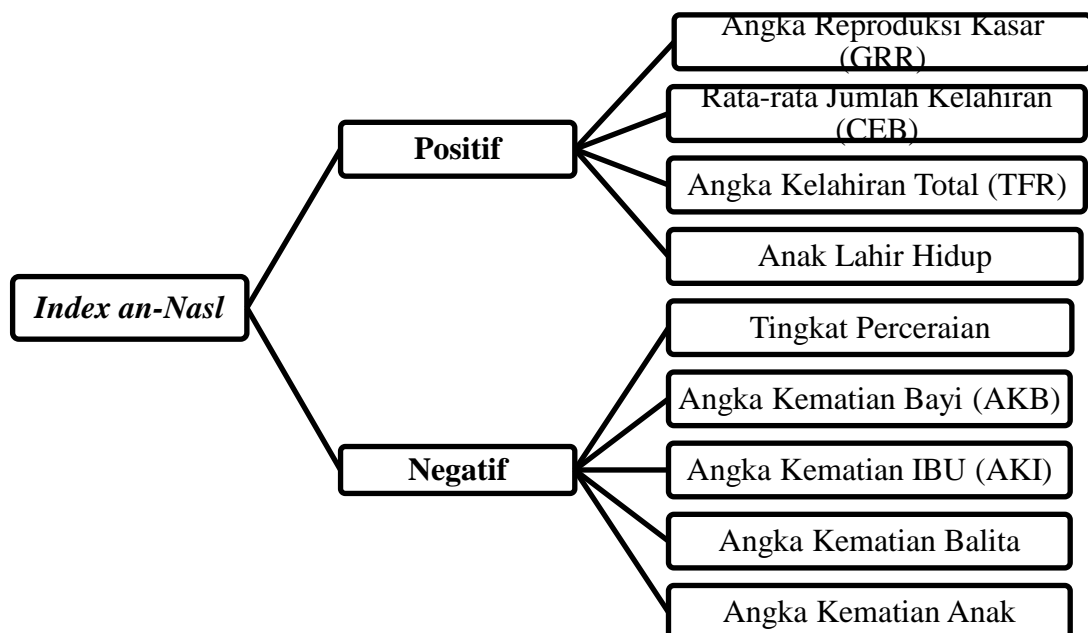 Angka Reproduksi Kasar
(GRR)
Rata-rata Jumlah Kelahiran
(CEB)
Positif
Angka Kelahiran Total (TFR)
Anak Lahir Hidup
Index an-Nasl
Tingkat Perceraian
Angka Kematian Bayi (AKB)
Negatif
Angka Kematian IBU (AKI)
Angka Kematian Balita
Angka Kematian Anak